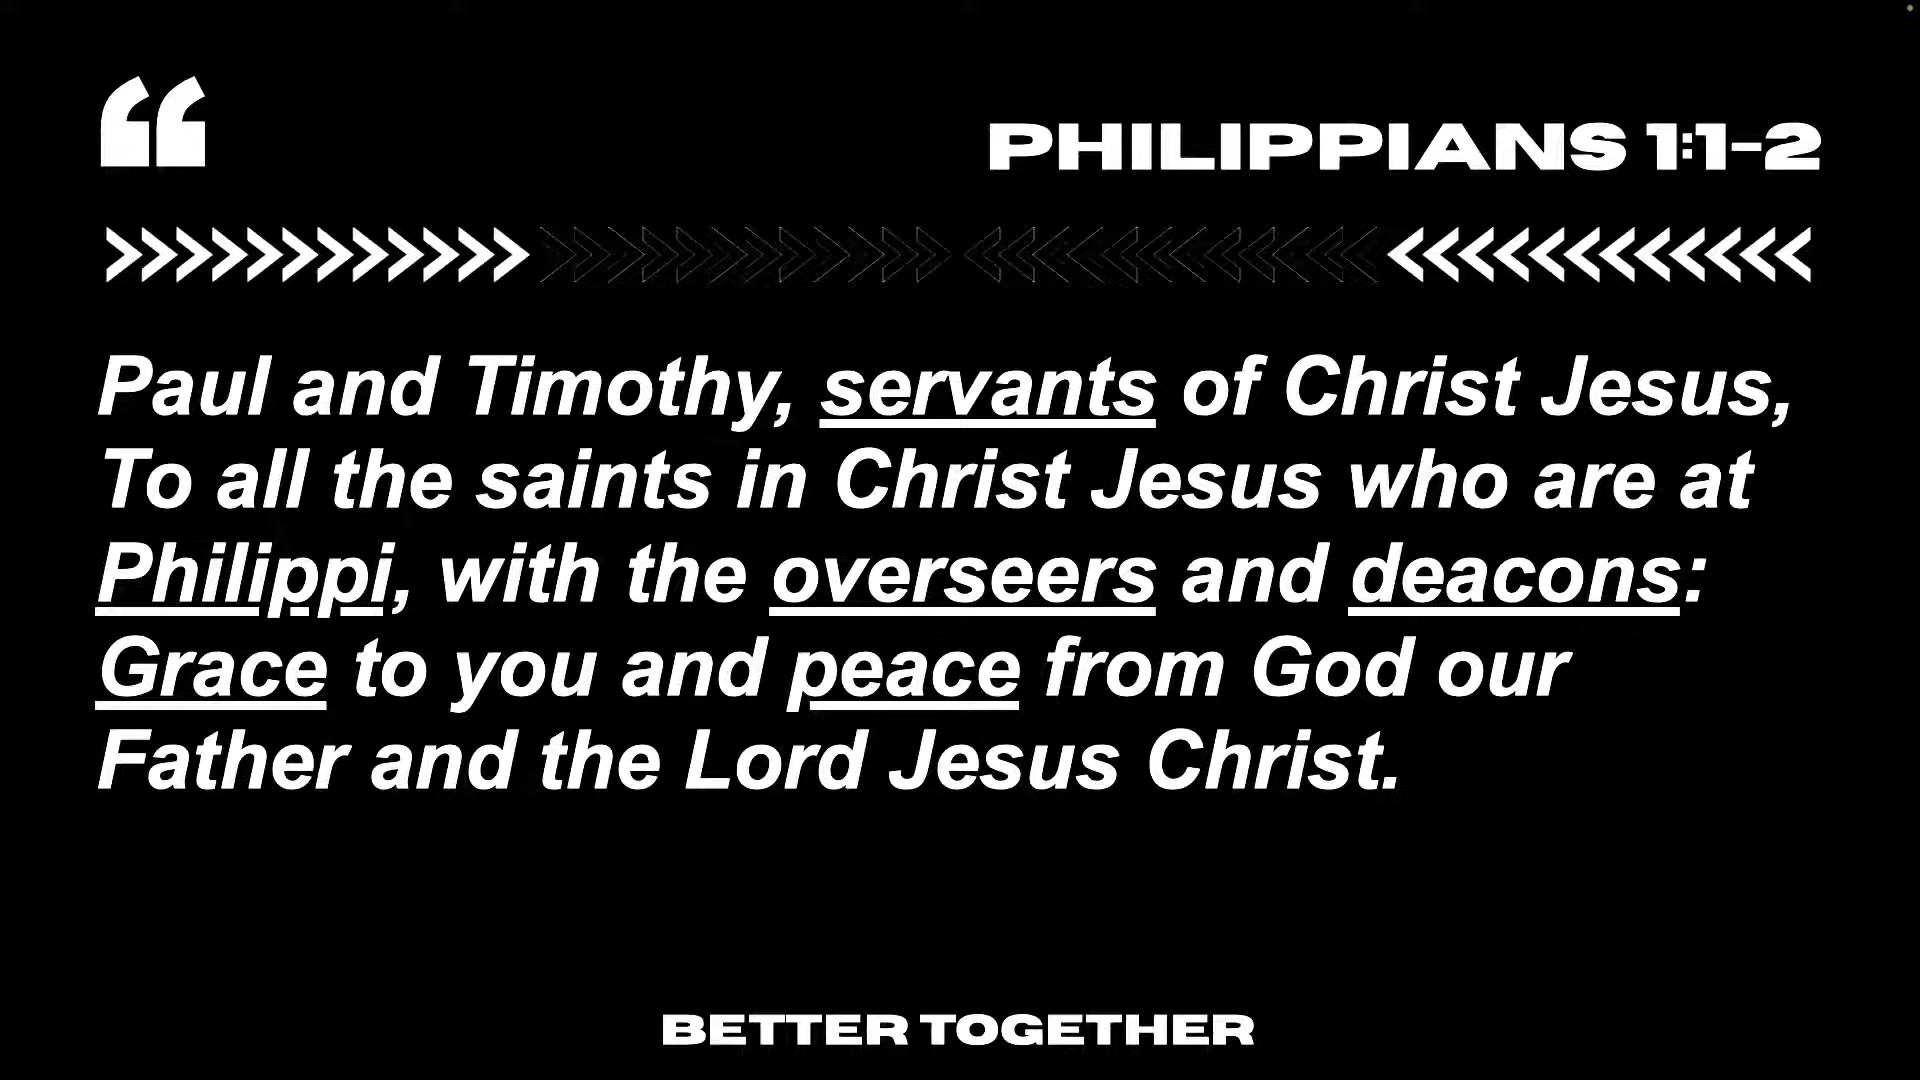 “
PHILIPPIANS 1:1-2
Paul and Timothy, servants of Christ Jesus,
To all the saints in Christ Jesus who are at
Philippi, with the overseers and deacons:
Grace to you and peace from God our
Father and the Lord Jesus Christ.
BETTER TOGETHER